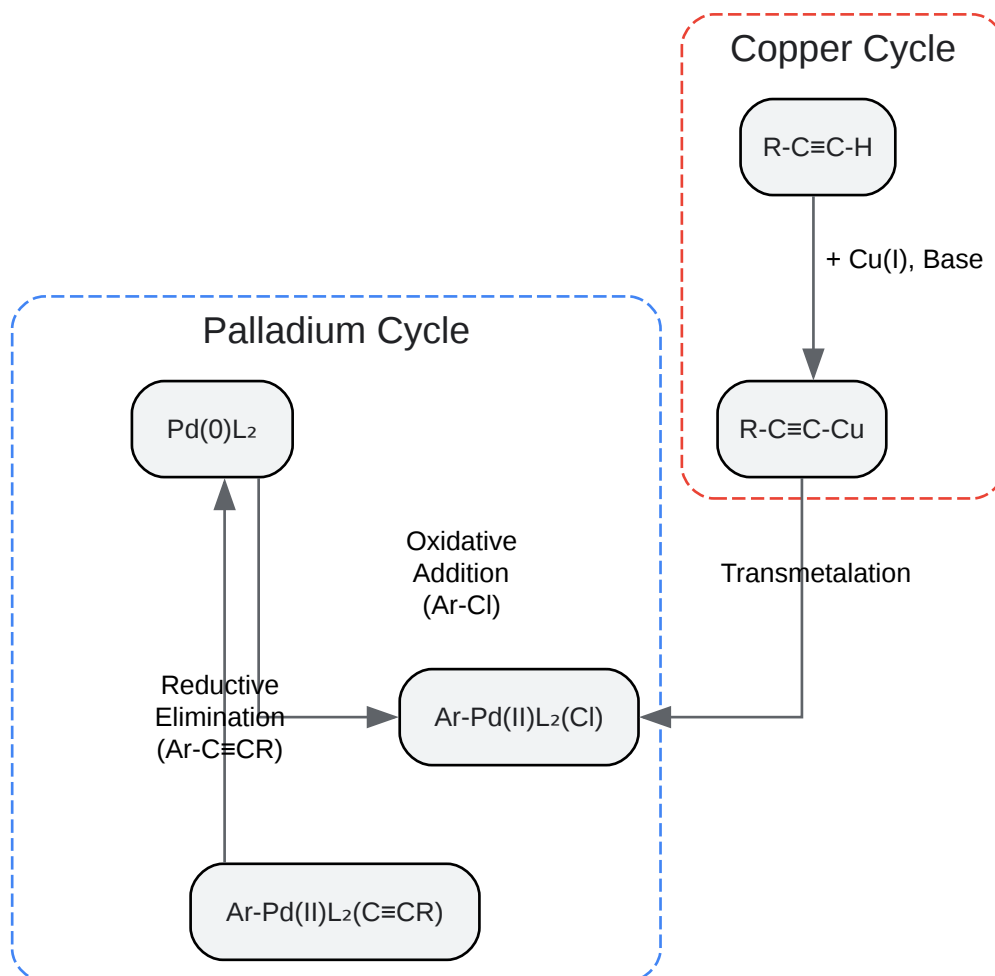 Copper Cycle
R-C≡C-H
+ Cu(I), Base
Palladium Cycle
Pd(0)L₂
R-C≡C-Cu
Oxidative
Addition
(Ar-Cl)
Transmetalation
Reductive
Elimination
(Ar-C≡CR)
Ar-Pd(II)L₂(Cl)
Ar-Pd(II)L₂(C≡CR)